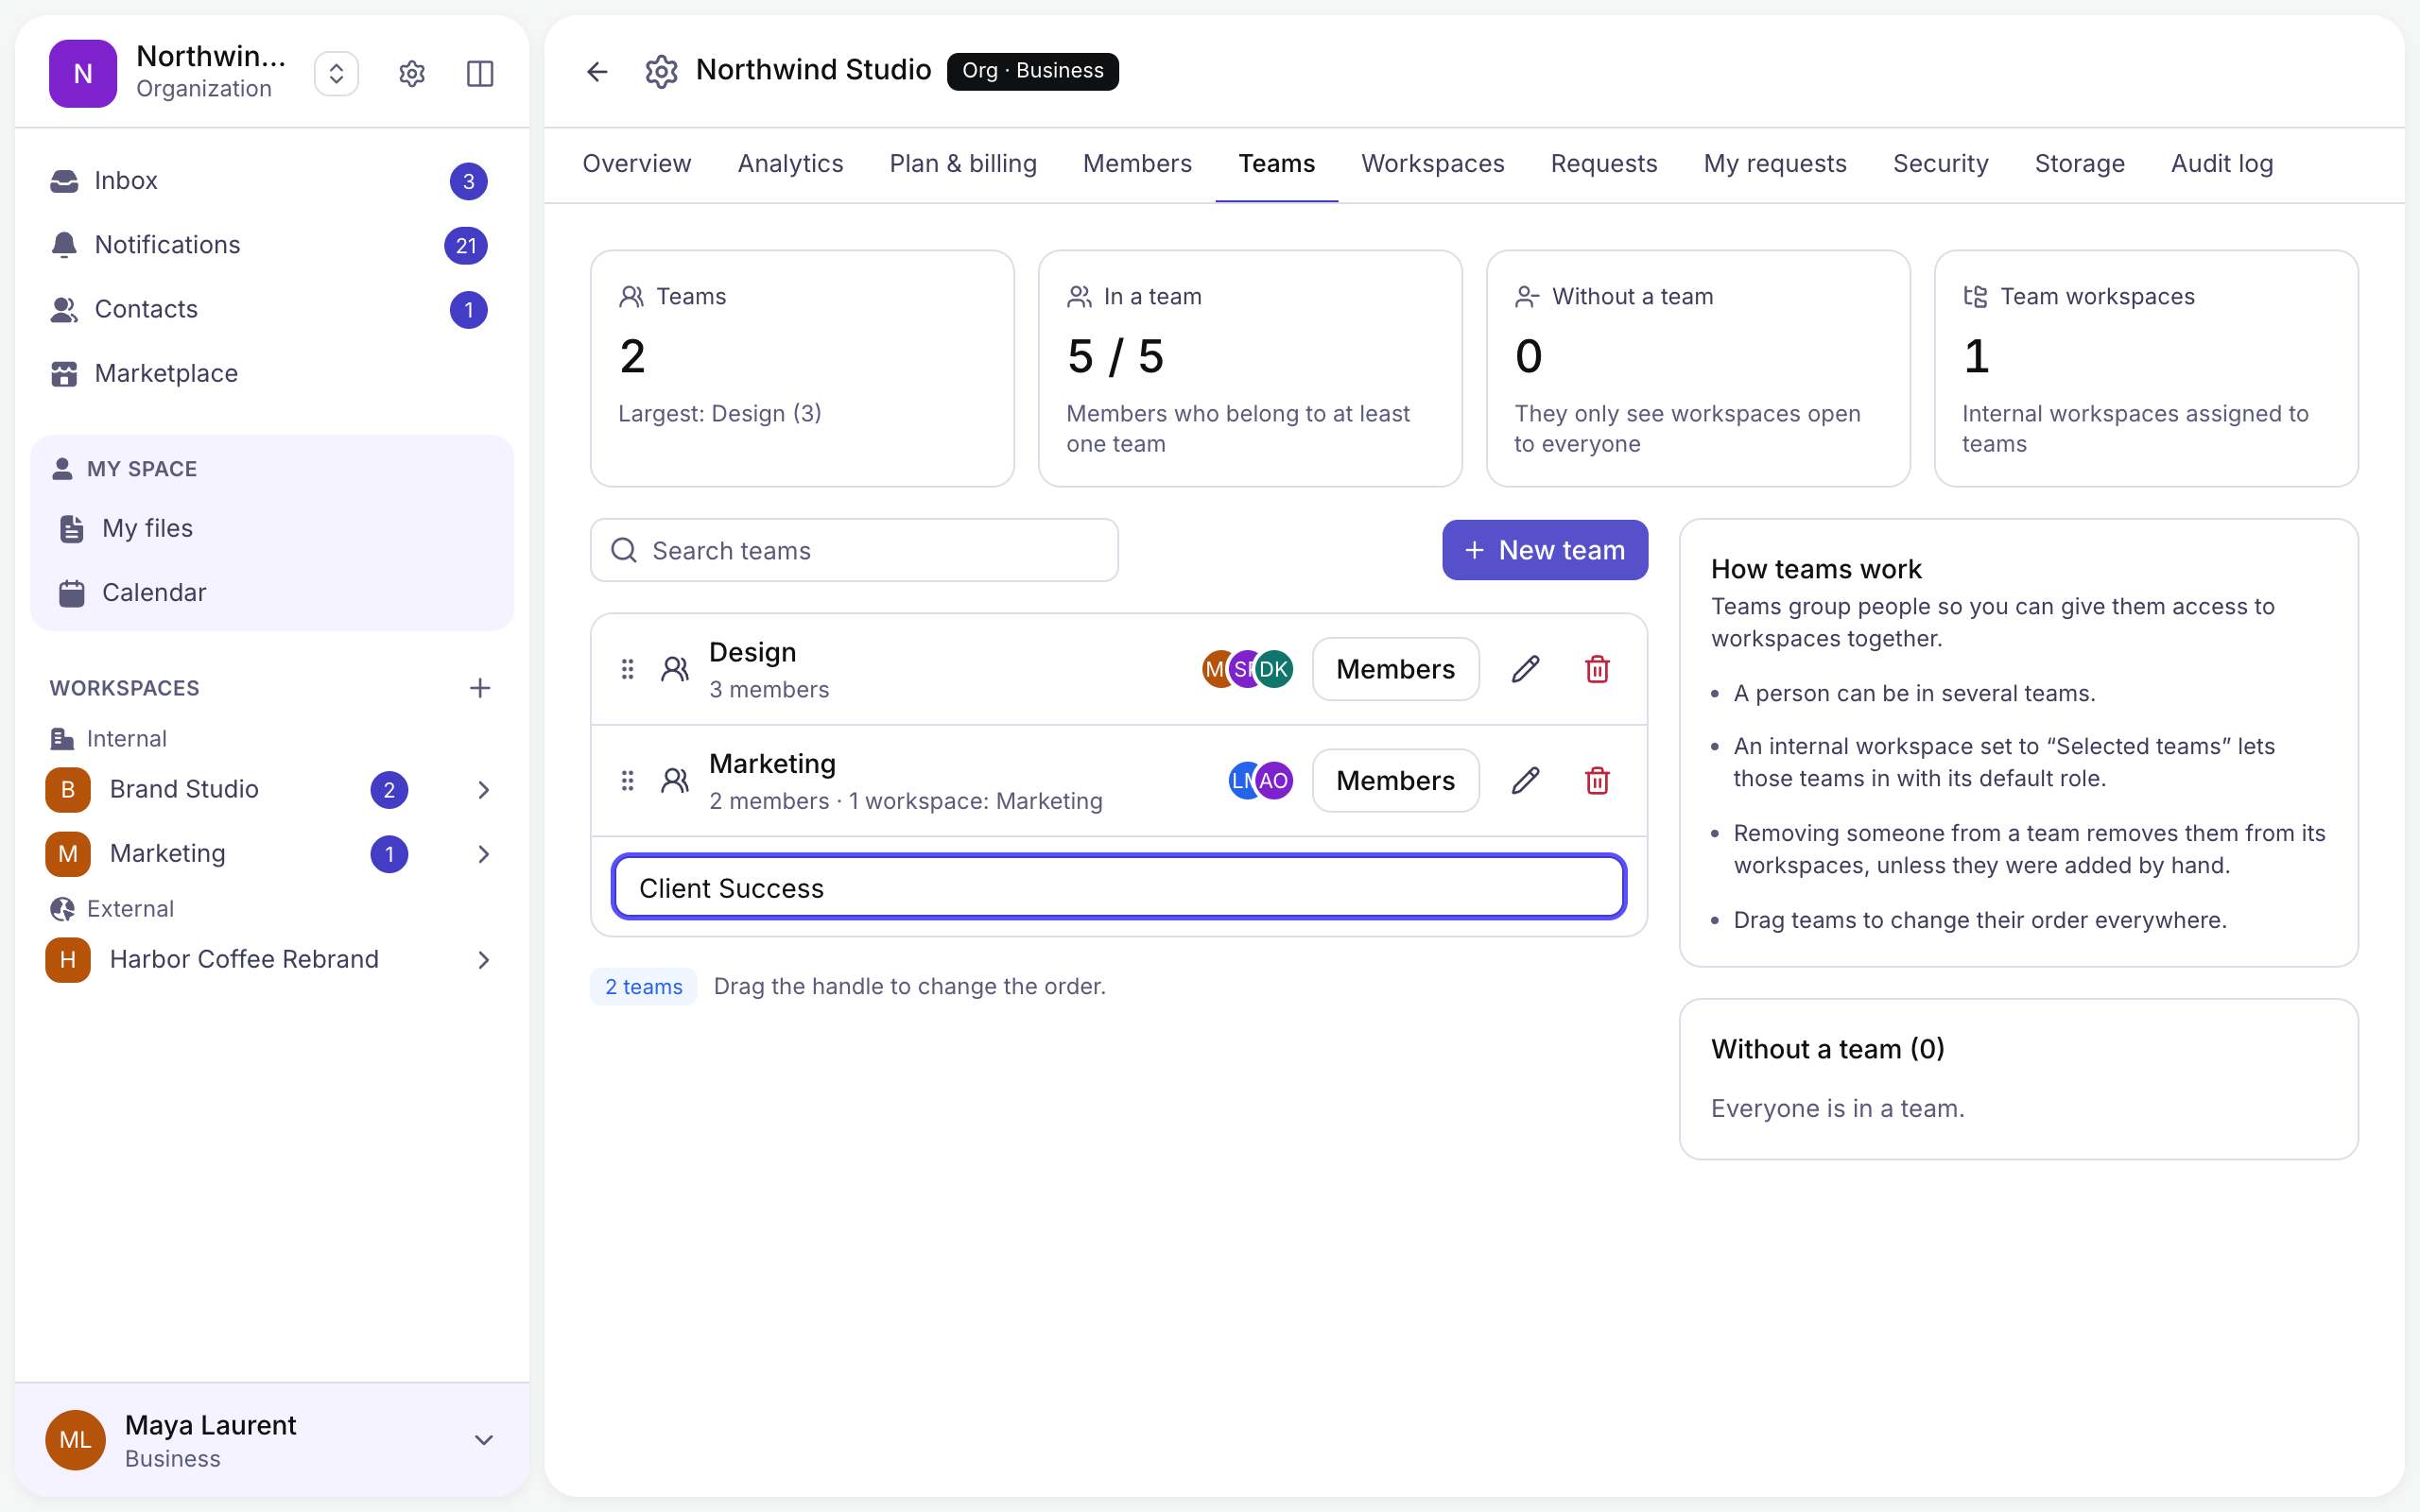 N
Northwin...
Organization
Inbox
3
Notifications
21
Contacts
1
Marketplace
MY SPACE
My files
Calendar
WORKSPACES
Internal
B
Brand Studio
2
M
Marketing
1
External
H
Harbor Coffee Rebrand
ML
Maya Laurent
Business
Northwind Studio
Org · Business
Overview
Analytics
Plan & billing
Members
Teams
Workspaces
Requests
My requests
Security
Storage
Audit log
Teams
2
Largest: Design (3)
In a team
5 / 5
Members who belong to at least
one team
Without a team
0
They only see workspaces open
to everyone
Team workspaces
1
Internal workspaces assigned to
teams
Search teams
+ New team
Design
3 members
DK
Members
Marketing
2 members · 1 workspace: Marketing
AO
Members
Client Success
2 teams
Drag the handle to change the order.
How teams work
Teams group people so you can give them access to
workspaces together.
• A person can be in several teams.
• An internal workspace set to “Selected teams” lets
those teams in with its default role.
• Removing someone from a team removes them from its
workspaces, unless they were added by hand.
• Drag teams to change their order everywhere.
Without a team (0)
Everyone is in a team.